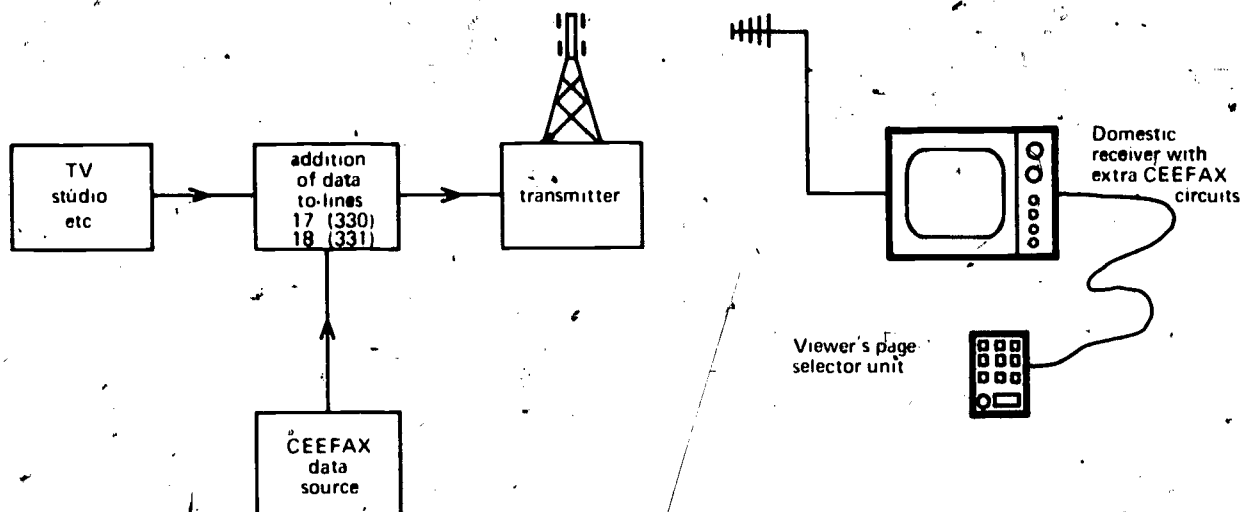 TV
studio
etc
addition
of data
to lines
17 (330)
18 (331)
transmitter
CEEFAX
data
source
Domestic
receiver with
extra CEEFAX
circuits
Viewer's page
selector unit